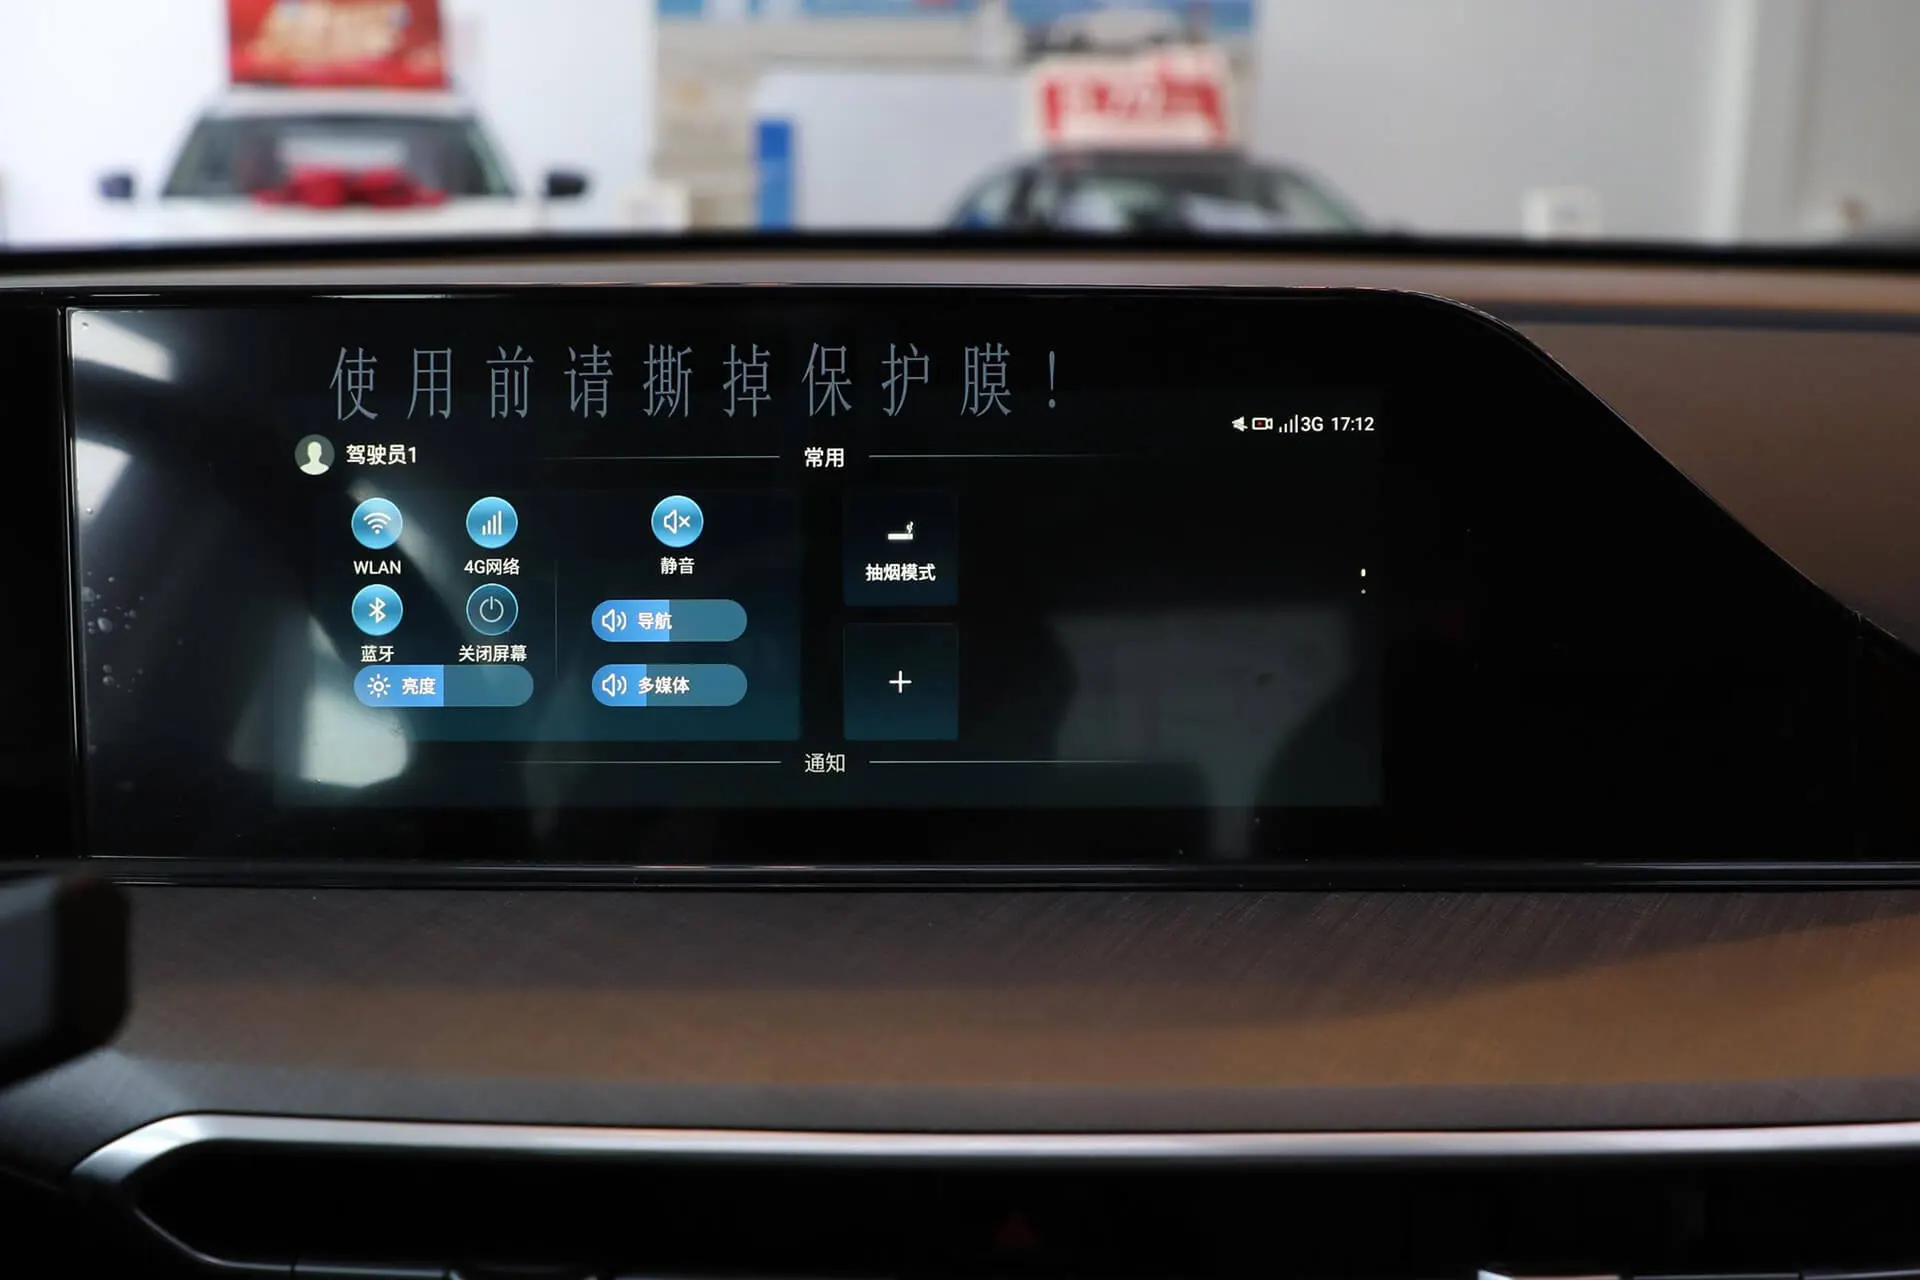 使用前请撕掉保护膜！
3G 17:12
驾驶员1
常用
WLAN
4G网络
静音
抽烟模式
导航
蓝牙
关闭屏幕
亮度
多媒体
+
通知